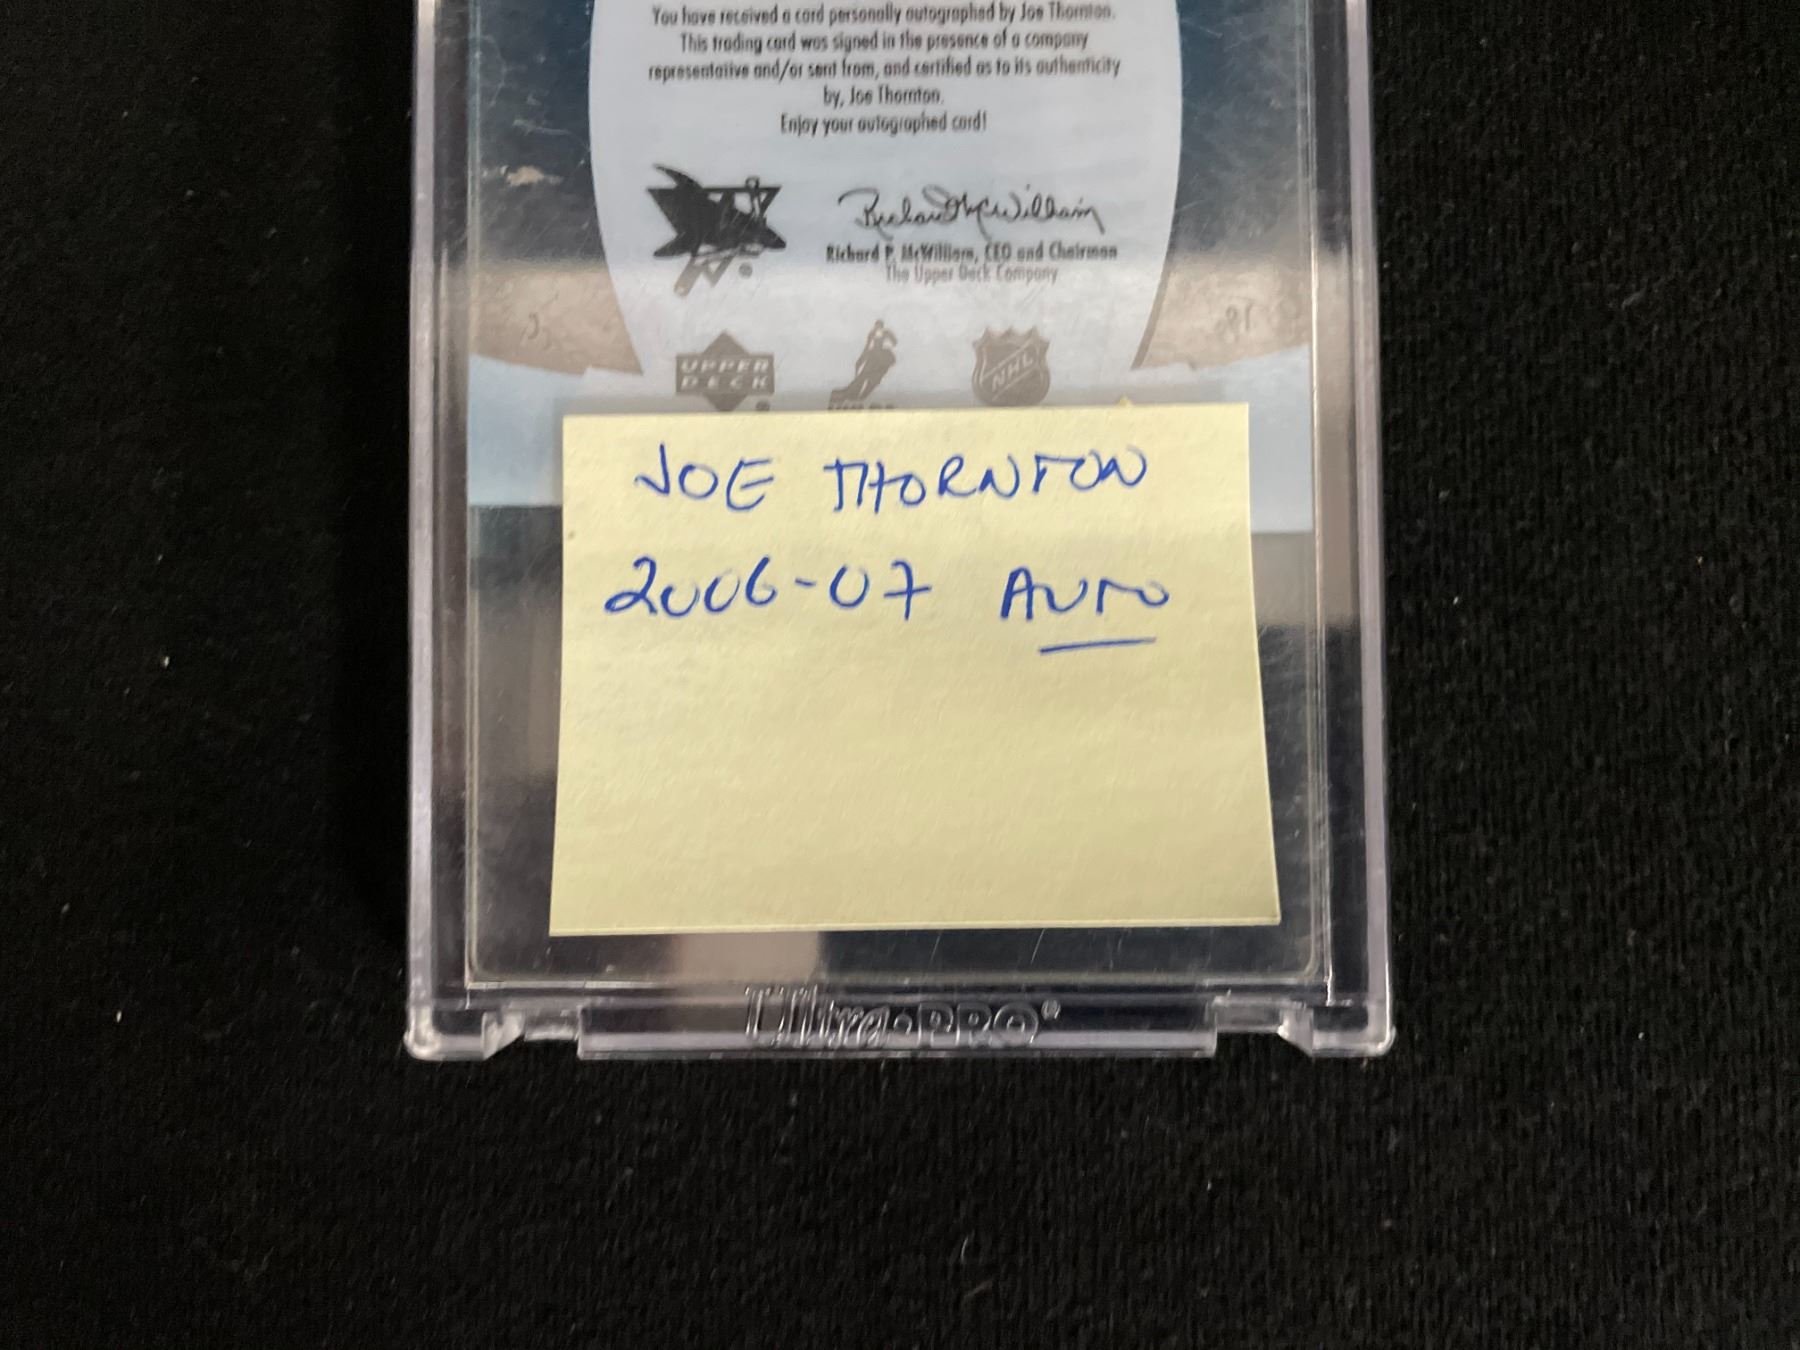 You have received a card personally autographed by Joe Thornton.
This trading card was signed in the presence of a company
representative and/or sent from, and certified as to its authenticity
by, Joe Thornton.
Enjoy your autographed card!
Richard P. McWilliam, CEO and Chairman
The Upper Deck Company
UPPER
DECK
NHL
JOE THORNTON
2006-07 AUTO
Ultra•PRO®